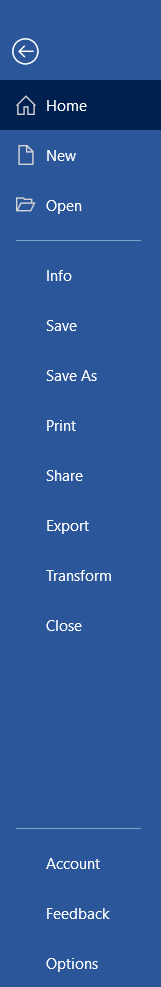 Home
New
Open
Info
Save
Save As
Print
Share
Export
Transform
Close
Account
Feedback
Options